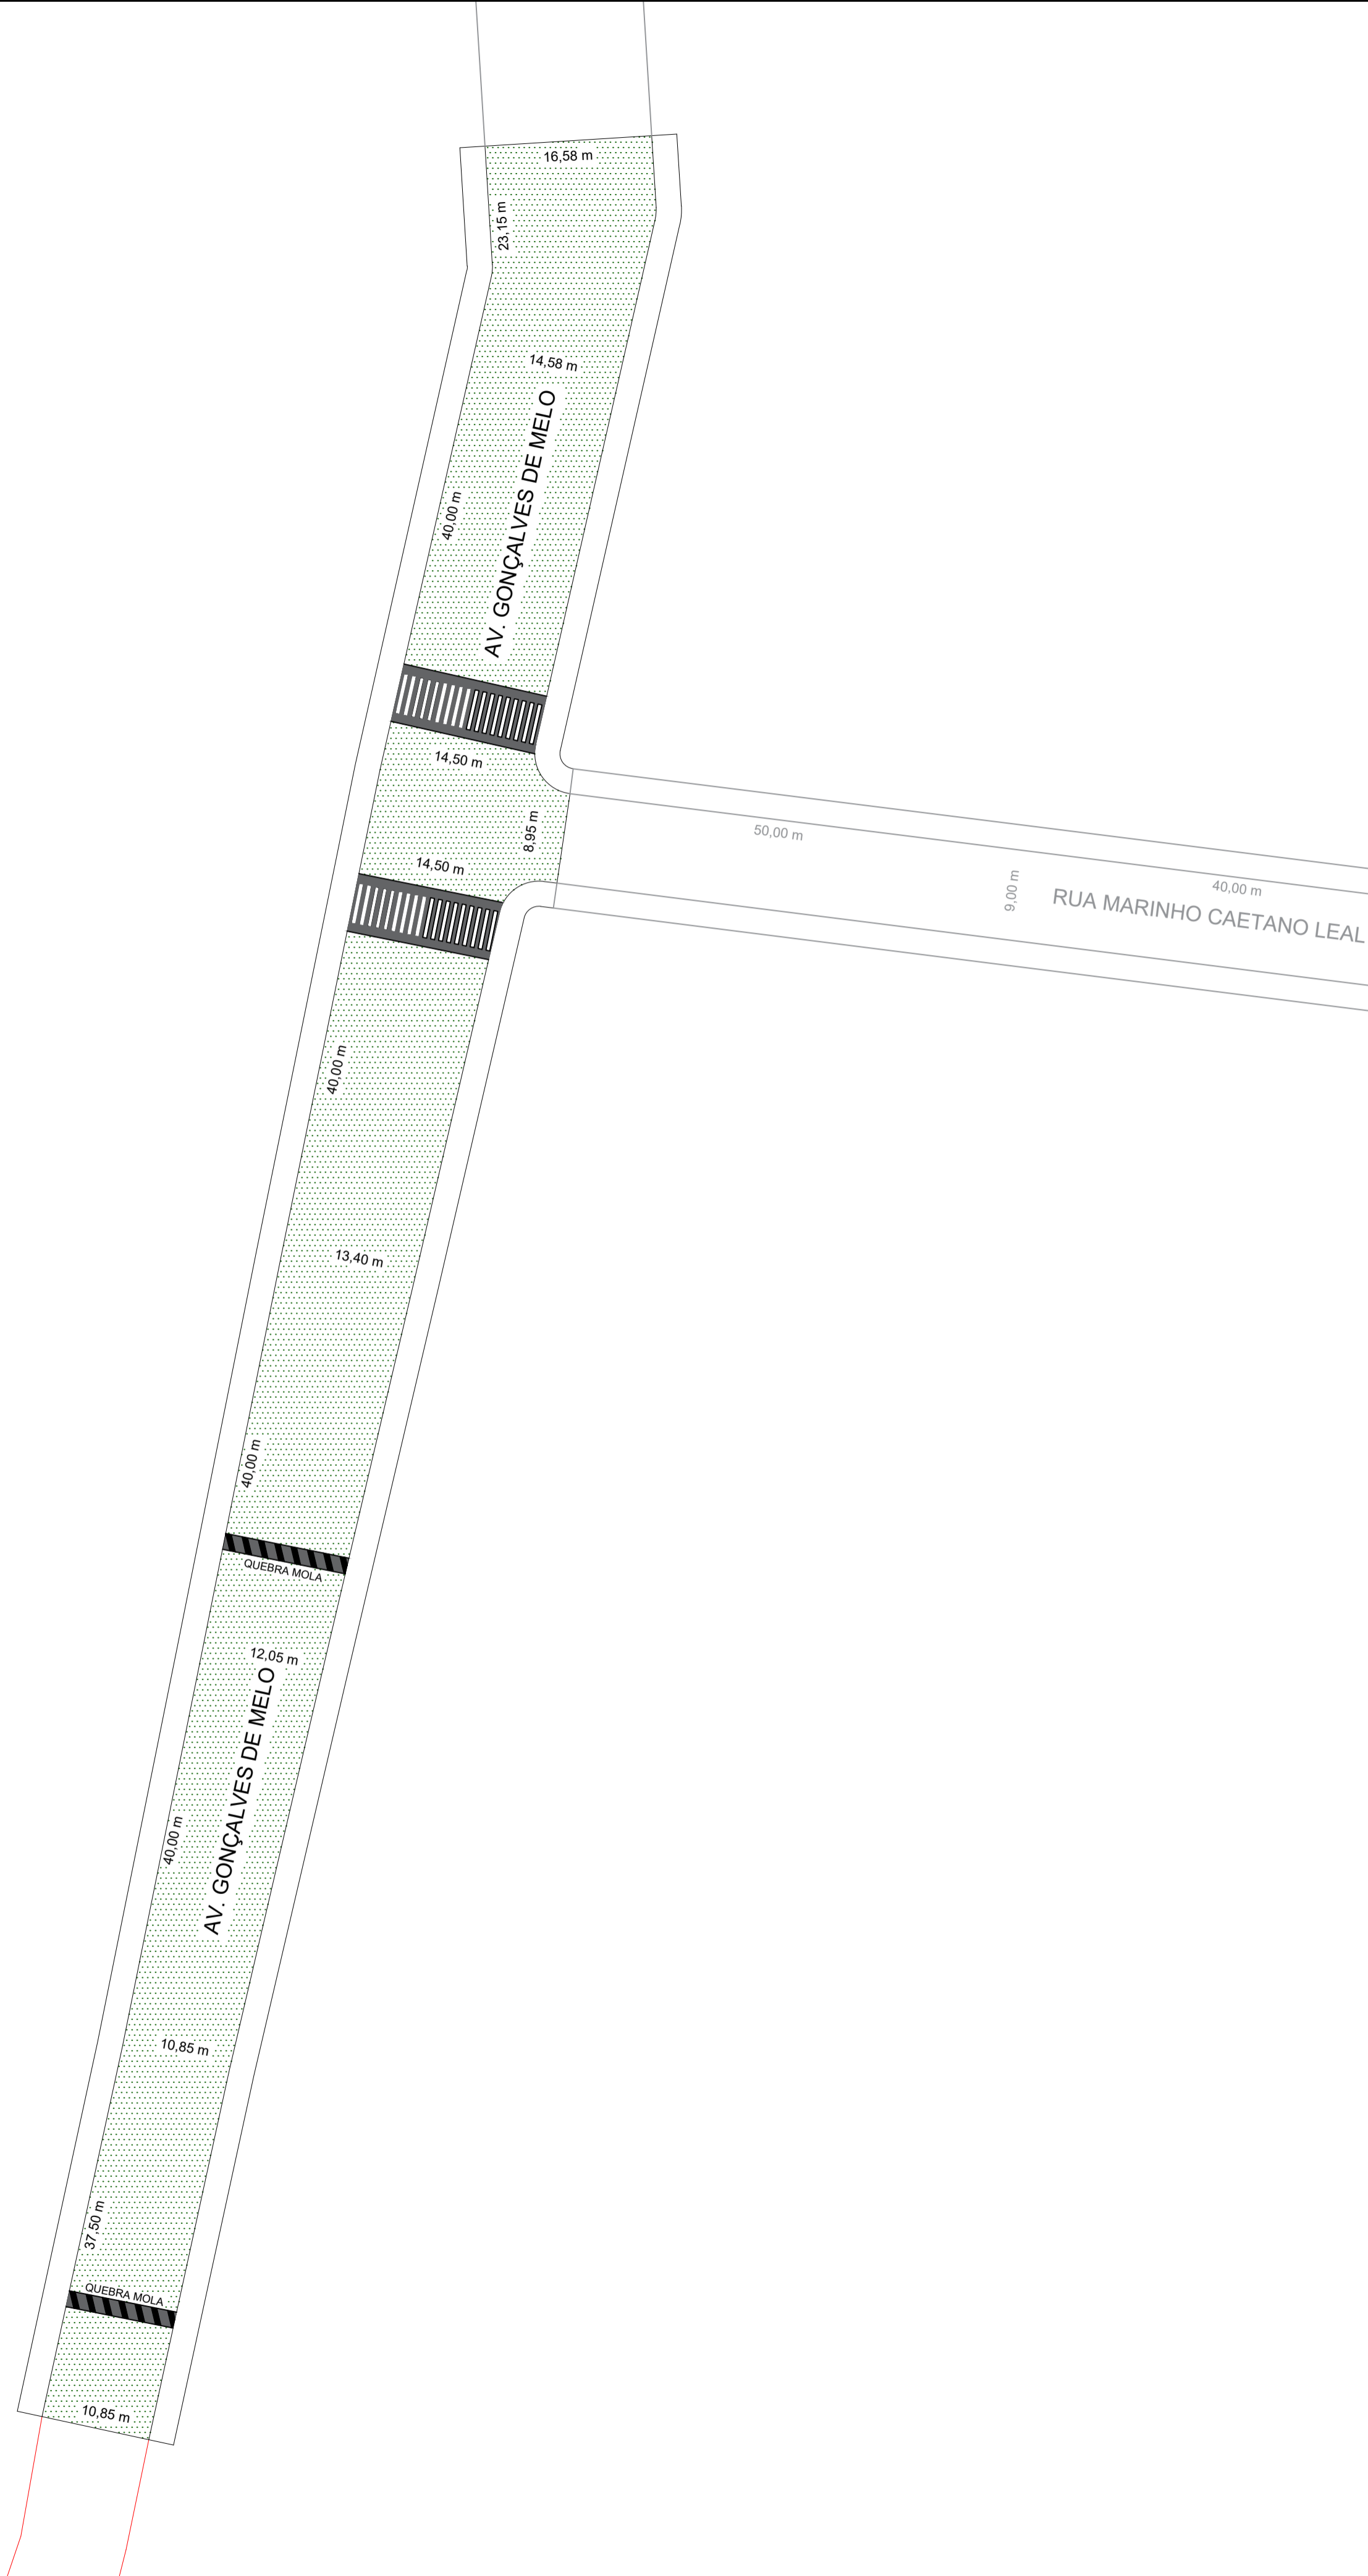 16,58 m
23,15 m
14,58 m
AV. GONÇALVES DE MELO
40,00 m
14,50 m
8,95 m
50,00 m
14,50 m
9,00 m
40,00 m
RUA MARINHO CAETANO LEAL
40,00 m
13,40 m
40,00 m
QUEBRA MOLA
12,05 m
AV. GONÇALVES DE MELO
40,00 m
10,85 m
37,50 m
QUEBRA MOLA
10,85 m